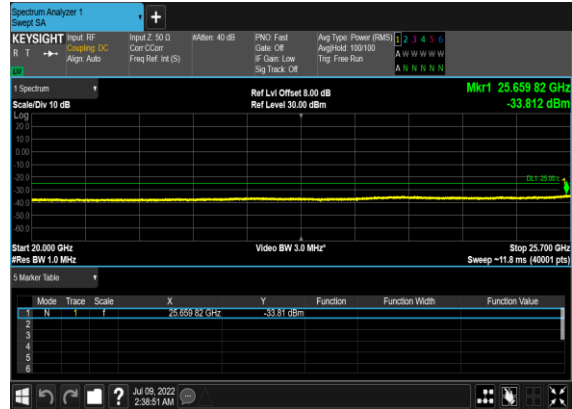 Spectrum Analyzer 1
Swept SA
+
KEYSIGHT Input: RF Input Z: 50 Ω #Atten: 40 dB PNO: Fast Avg Type: Power (RMS) 1 2 3 4 5 6
R T Coupling: DC Corr CCorr Gate: Off Avg|Hold: 100/100 A W W W W W
Align: Auto Freq Ref: Int (S) IF Gain: Low Trig: Free Run
Sig Track: Off A N N N N N
1 Spectrum Ref Lvl Offset 8.00 dB Mkr1 25.659 82 GHz
Scale/Div 10 dB Ref Level 30.00 dBm -33.812 dBm
Log
20.0
10.0
0.00
-10.0
-20.0
DL1 -25.00
1
-30.0
-40.0
-50.0
-60.0
Start 20.000 GHz Video BW 3.0 MHz* Stop 25.700 GHz
#Res BW 1.0 MHz Sweep ~11.8 ms (40001 pts)
5 Marker Table
Mode Trace Scale X Y Function Function Width Function Value
1 N 1 f 25.659 82 GHz -33.81 dBm
2
3
4
5
6
? Jul 09, 2022
2:38:51 AM